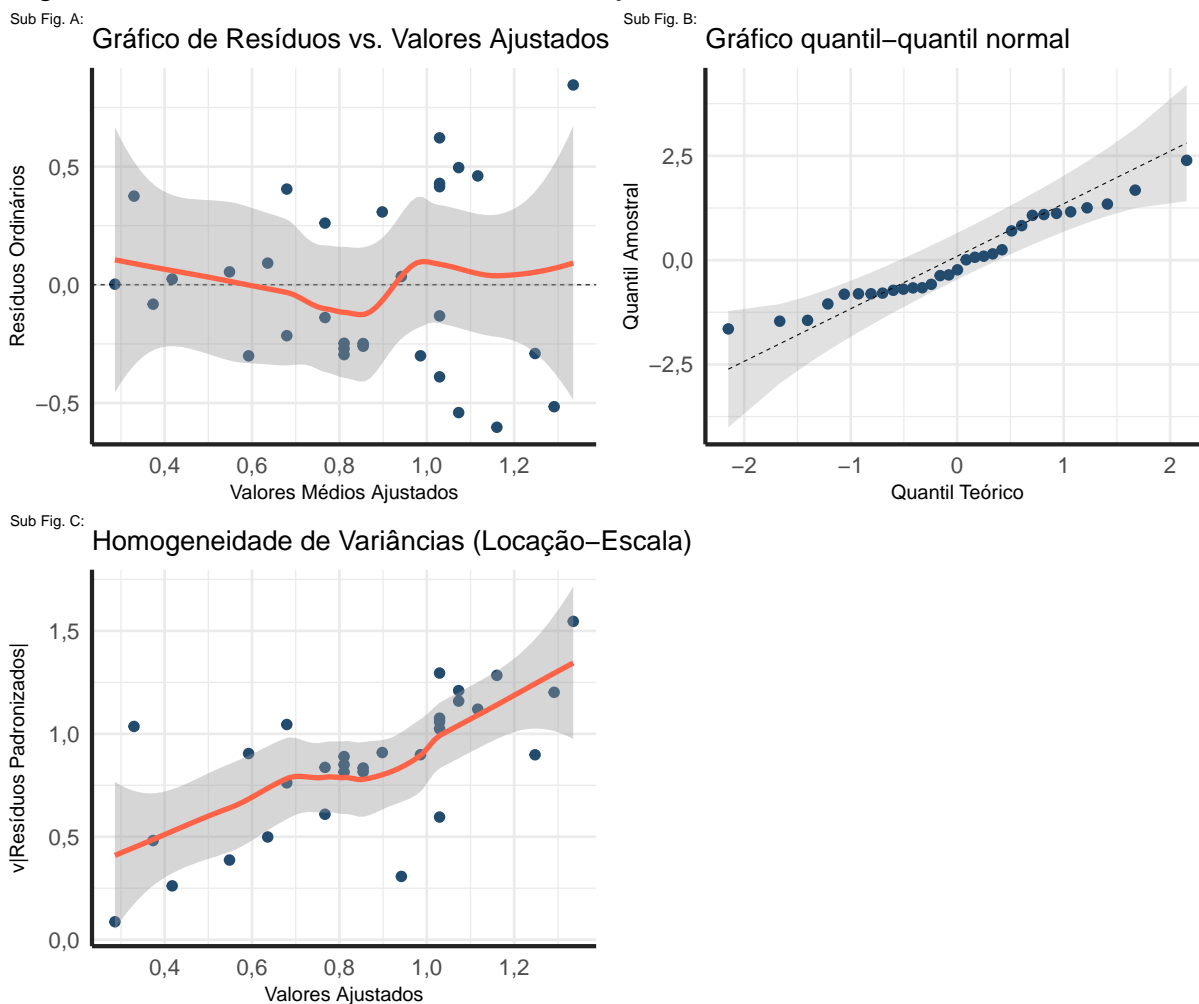 Sub Fig. A:
Gráfico de Resíduos vs. Valores Ajustados
Resíduos Ordinários
0,5
0,0
−0,5
0,4 0,6 0,8 1,0 1,2
Valores Médios Ajustados
Sub Fig. B:
Gráfico quantil−quantil normal
Quantil Amostral
2,5
0,0
−2,5
−2 −1 0 1 2
Quantil Teórico
Sub Fig. C:
Homogeneidade de Variâncias (Locação−Escala)
v|Resíduos Padronizados|
1,5
1,0
0,5
0,0
0,4 0,6 0,8 1,0 1,2
Valores Ajustados